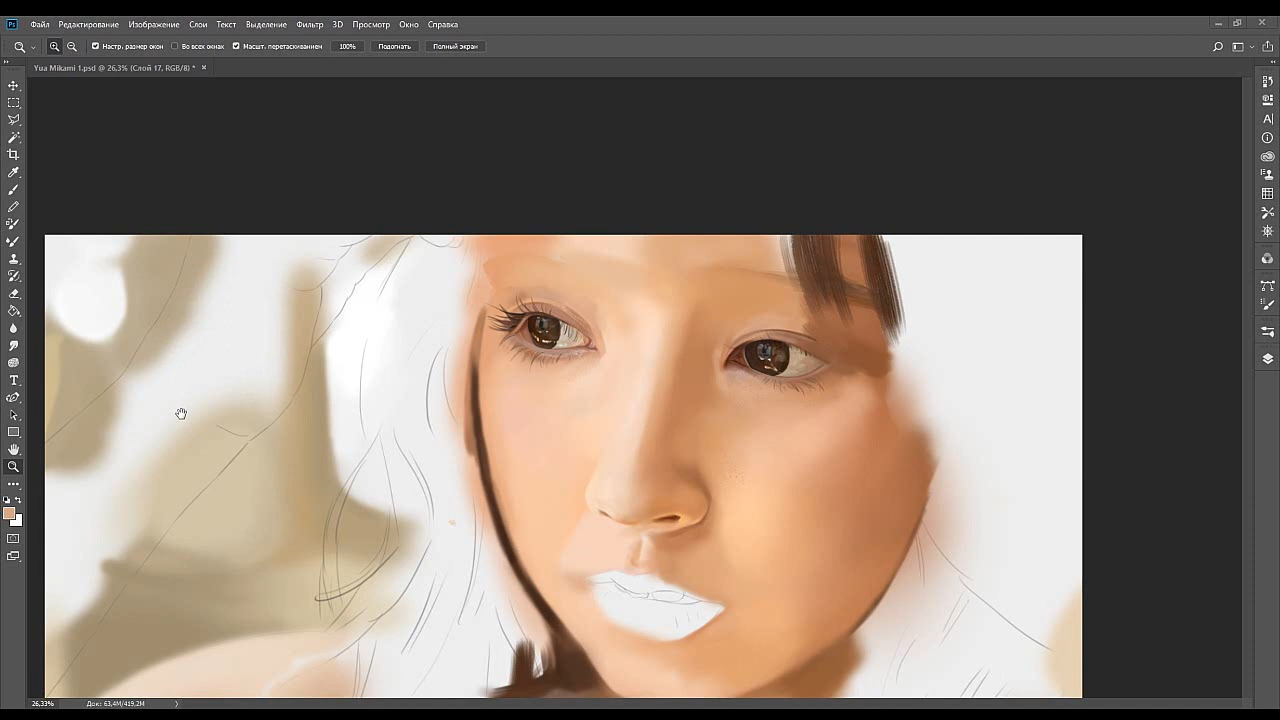 Ps Файл Редактирование Изображение Слои Текст Выделение Фильтр 3D Просмотр Окно Справка
Настр. размер окон Во всех окнах Масшт. перетаскиванием 100% Подогнать Полный экран
Yua Mikami 1.psd @ 26,3% (Слой 17, RGB/8) * ×
26,33% Док: 63,4M/419,2M